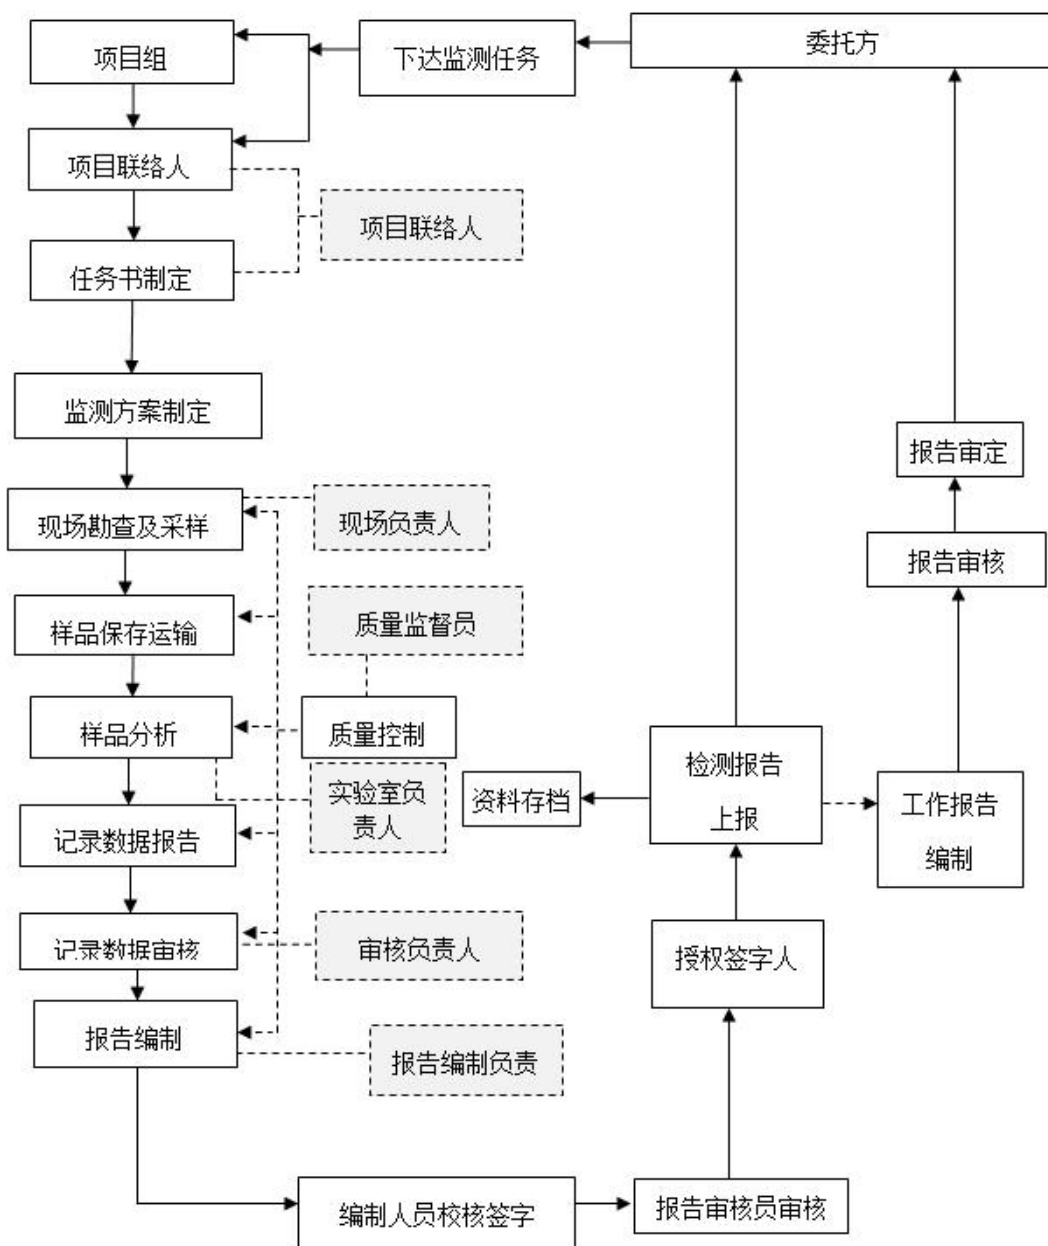 项目组
下达监测任务
委托方
项目联络人
项目联络人
任务书制定
监测方案制定
报告审定
现场勘查及采样
现场负责人
报告审核
样品保存运输
质量监督员
样品分析
质量控制
检测报告
上报
资料存档
工作报告
编制
实验室负
责人
记录数据报告
记录数据审核
审核负责人
授权签字人
报告编制
报告编制负责
编制人员校核签字
报告审核员审核